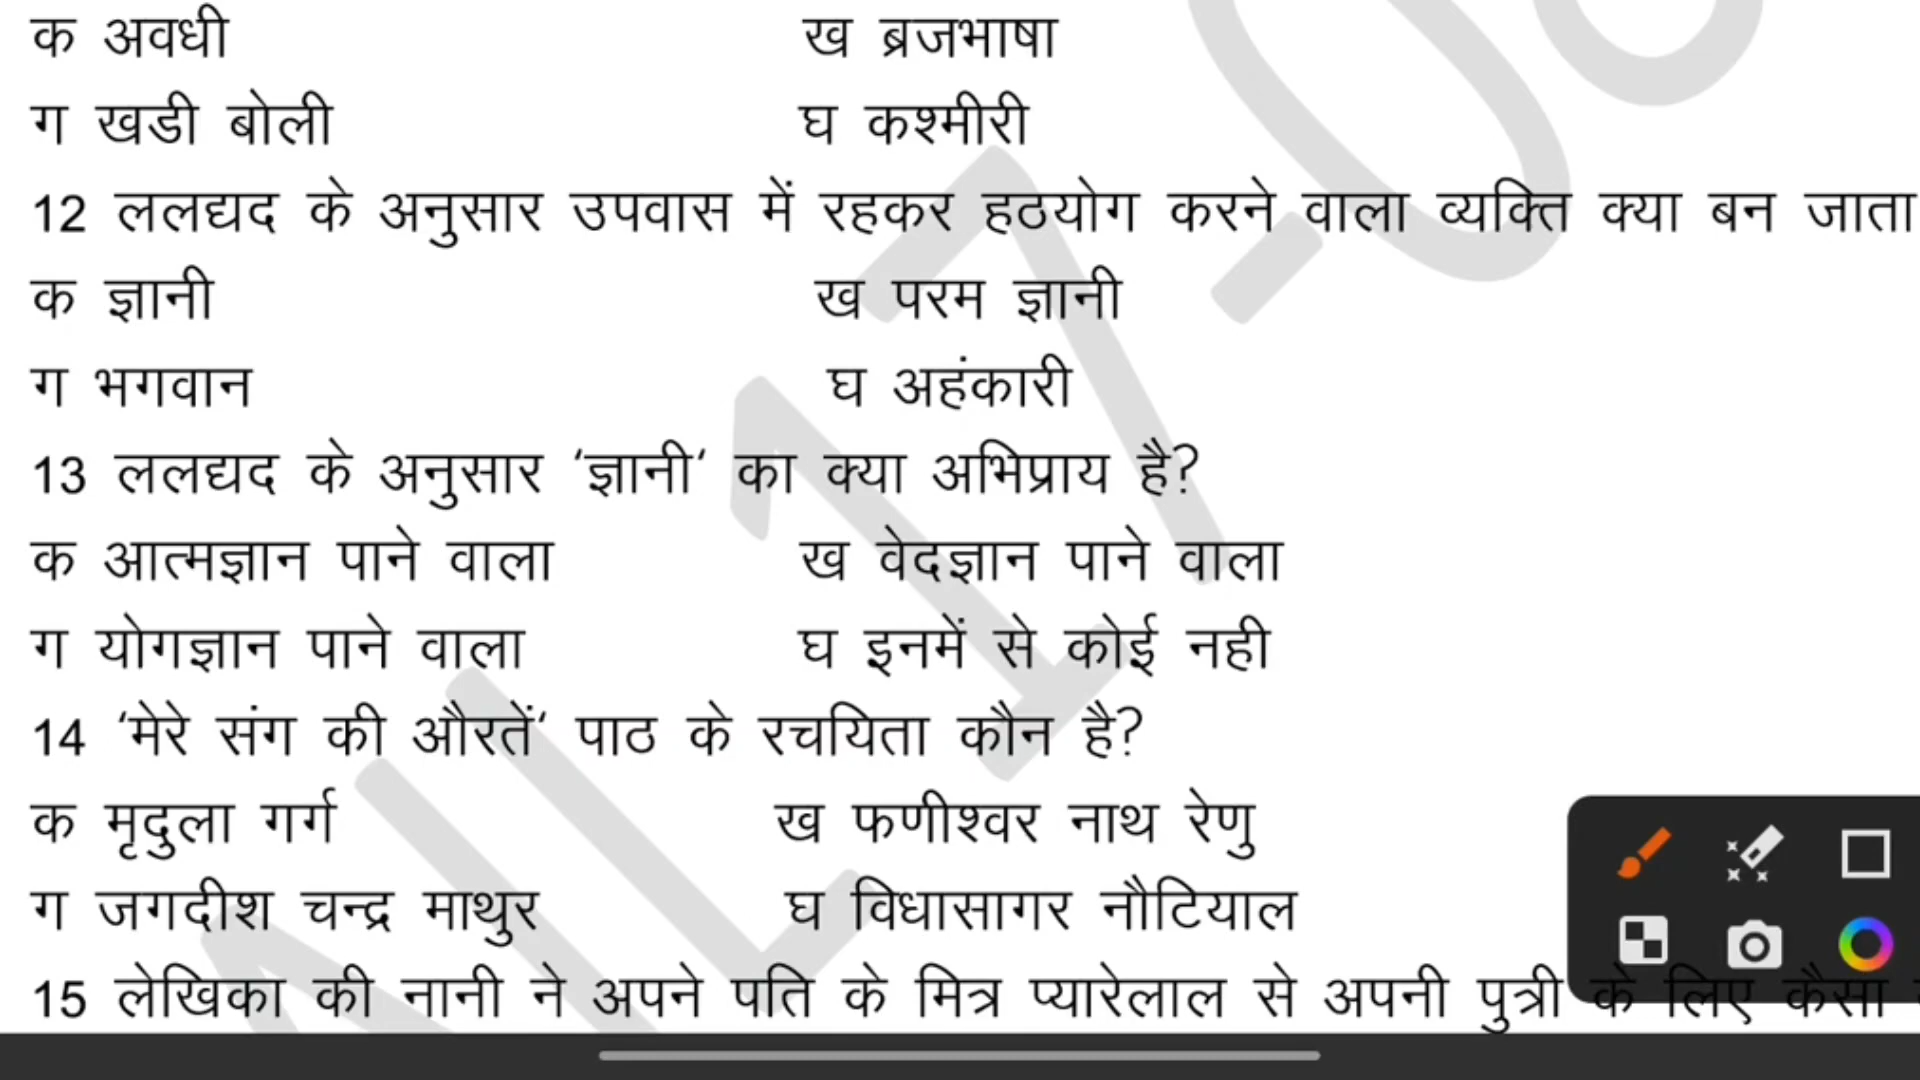 क अवधी ख ब्रजभाषा
ग खडी बोली घ कश्मीरी
12 ललद्यद के अनुसार उपवास में रहकर हठयोग करने वाला व्यक्ति क्या बन जाता
क ज्ञानी ख परम ज्ञानी
ग भगवान घ अहंकारी
13 ललद्यद के अनुसार ‘ज्ञानी‘ का क्या अभिप्राय है?
क आत्मज्ञान पाने वाला ख वेदज्ञान पाने वाला
ग योगज्ञान पाने वाला घ इनमें से कोई नही
14 ‘मेरे संग की औरतें‘ पाठ के रचयिता कौन है?
क मृदुला गर्ग ख फणीश्वर नाथ रेणु
ग जगदीश चन्द्र माथुर घ विधासागर नौटियाल
15 लेखिका की नानी ने अपने पति के मित्र प्यारेलाल से अपनी पुत्री के लिए कैसा